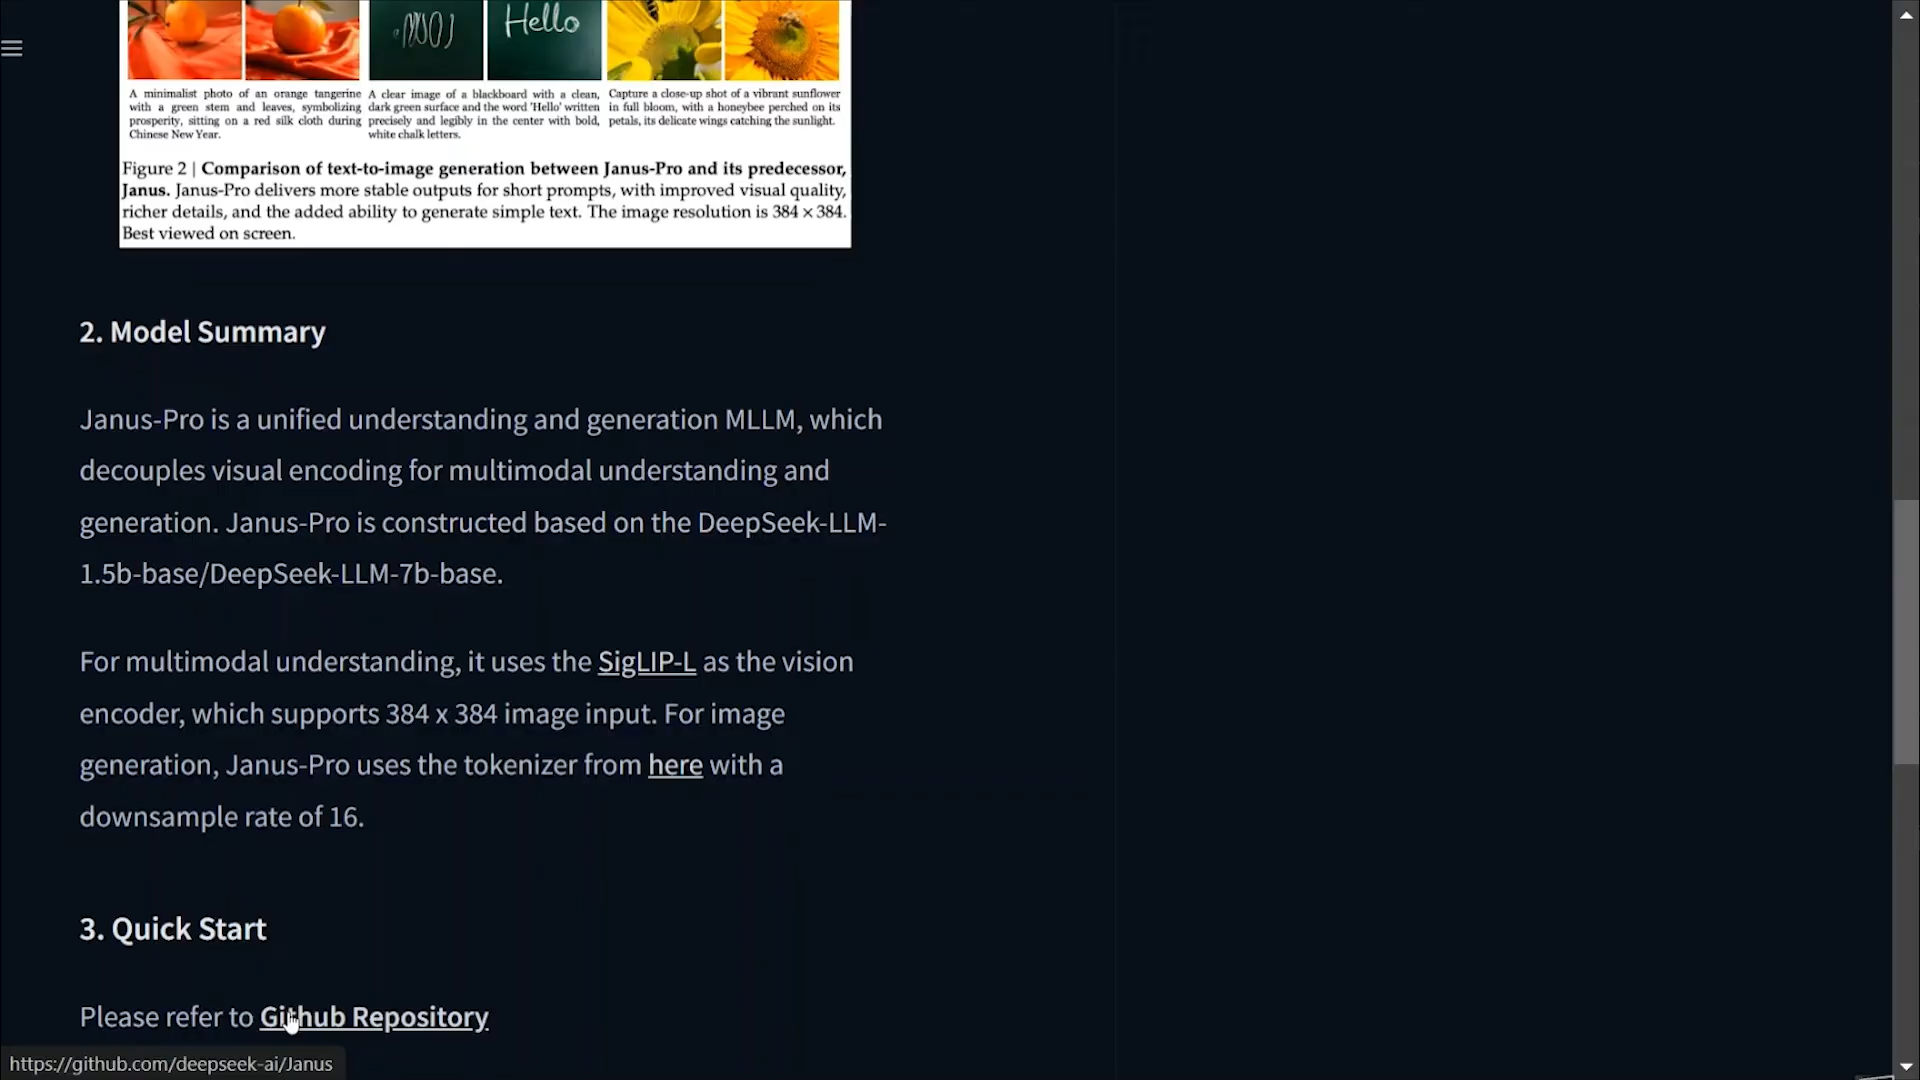 Hello
A minimalist photo of an orange tangerine
with a green stem and leaves, symbolizing
prosperity, sitting on a red silk cloth during
Chinese New Year.
A clear image of a blackboard with a clean,
dark green surface and the word 'Hello' written
precisely and legibly in the center with bold,
white chalk letters.
Capture a close-up shot of a vibrant sunflower
in full bloom, with a honeybee perched on its
petals, its delicate wings catching the sunlight.
Figure 2 | Comparison of text-to-image generation between Janus-Pro and its predecessor,
Janus. Janus-Pro delivers more stable outputs for short prompts, with improved visual quality,
richer details, and the added ability to generate simple text. The image resolution is 384 × 384.
Best viewed on screen.
2. Model Summary
Janus-Pro is a unified understanding and generation MLLM, which
decouples visual encoding for multimodal understanding and
generation. Janus-Pro is constructed based on the DeepSeek-LLM-
1.5b-base/DeepSeek-LLM-7b-base.
For multimodal understanding, it uses the SigLIP-L as the vision
encoder, which supports 384 x 384 image input. For image
generation, Janus-Pro uses the tokenizer from here with a
downsample rate of 16.
3. Quick Start
Please refer to Github Repository
https://github.com/deepseek-ai/Janus